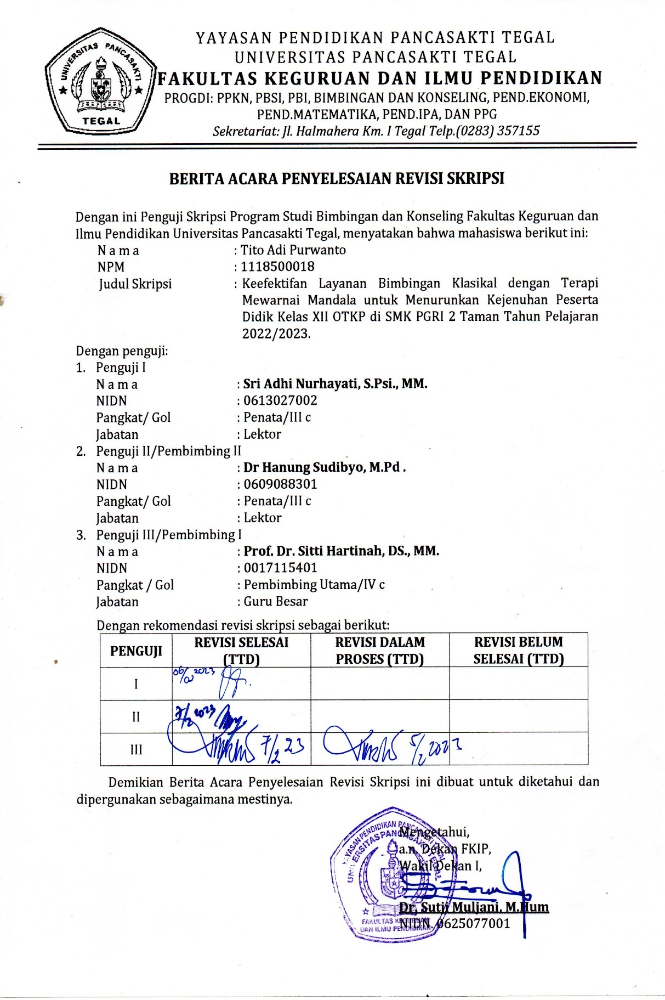 UNIVERSITAS PANCASAKTI
TEGAL
YAYASAN PENDIDIKAN PANCASAKTI TEGAL
UNIVERSITAS PANCASAKTI TEGAL
FAKULTAS KEGURUAN DAN ILMU PENDIDIKAN
PROGDI: PPKN, PBSI, PBI, BIMBINGAN DAN KONSELING, PEND.EKONOMI,
PEND.MATEMATIKA, PEND.IPA, DAN PPG
Sekretariat: Jl. Halmahera Km. I Tegal Telp.(0283) 357155
BERITA ACARA PENYELESAIAN REVISI SKRIPSI
Dengan ini Penguji Skripsi Program Studi Bimbingan dan Konseling Fakultas Keguruan dan
Ilmu Pendidikan Universitas Pancasakti Tegal, menyatakan bahwa mahasiswa berikut ini:
N a m a : Tito Adi Purwanto
NPM : 1118500018
Judul Skripsi : Keefektifan Layanan Bimbingan Klasikal dengan Terapi
Mewarnai Mandala untuk Menurunkan Kejenuhan Peserta
Didik Kelas XII OTKP di SMK PGRI 2 Taman Tahun Pelajaran
2022/2023.
Dengan penguji:
1. Penguji I
N a m a : Sri Adhi Nurhayati, S.Psi., MM.
NIDN : 0613027002
Pangkat/ Gol : Penata/III c
Jabatan : Lektor
2. Penguji II/Pembimbing II
N a m a : Dr Hanung Sudibyo, M.Pd .
NIDN : 0609088301
Pangkat/ Gol : Penata/III c
Jabatan : Lektor
3. Penguji III/Pembimbing I
N a m a : Prof. Dr. Sitti Hartinah, DS., MM.
NIDN : 0017115401
Pangkat / Gol : Pembimbing Utama/IV c
Jabatan : Guru Besar
Dengan rekomendasi revisi skripsi sebagai berikut:
PENGUJI REVISI SELESAI (TTD) REVISI DALAM PROSES (TTD) REVISI BELUM SELESAI (TTD)
I 06/02 2023
II 7/2 2023
III 7/2 23 5/2 2023
Demikian Berita Acara Penyelesaian Revisi Skripsi ini dibuat untuk diketahui dan
dipergunakan sebagaimana mestinya.
YAYASAN PENDIDIKAN PANCASAKTI TEGAL
UNIVERSITAS PANCASAKTI TEGAL
FAKULTAS KEGURUAN
DAN ILMU PENDIDIKAN
Mengetahui,
a.n. Dekan FKIP,
Wakil Dekan I,
Dr. Sutji Muljani, M.Hum
NIDN. 0625077001